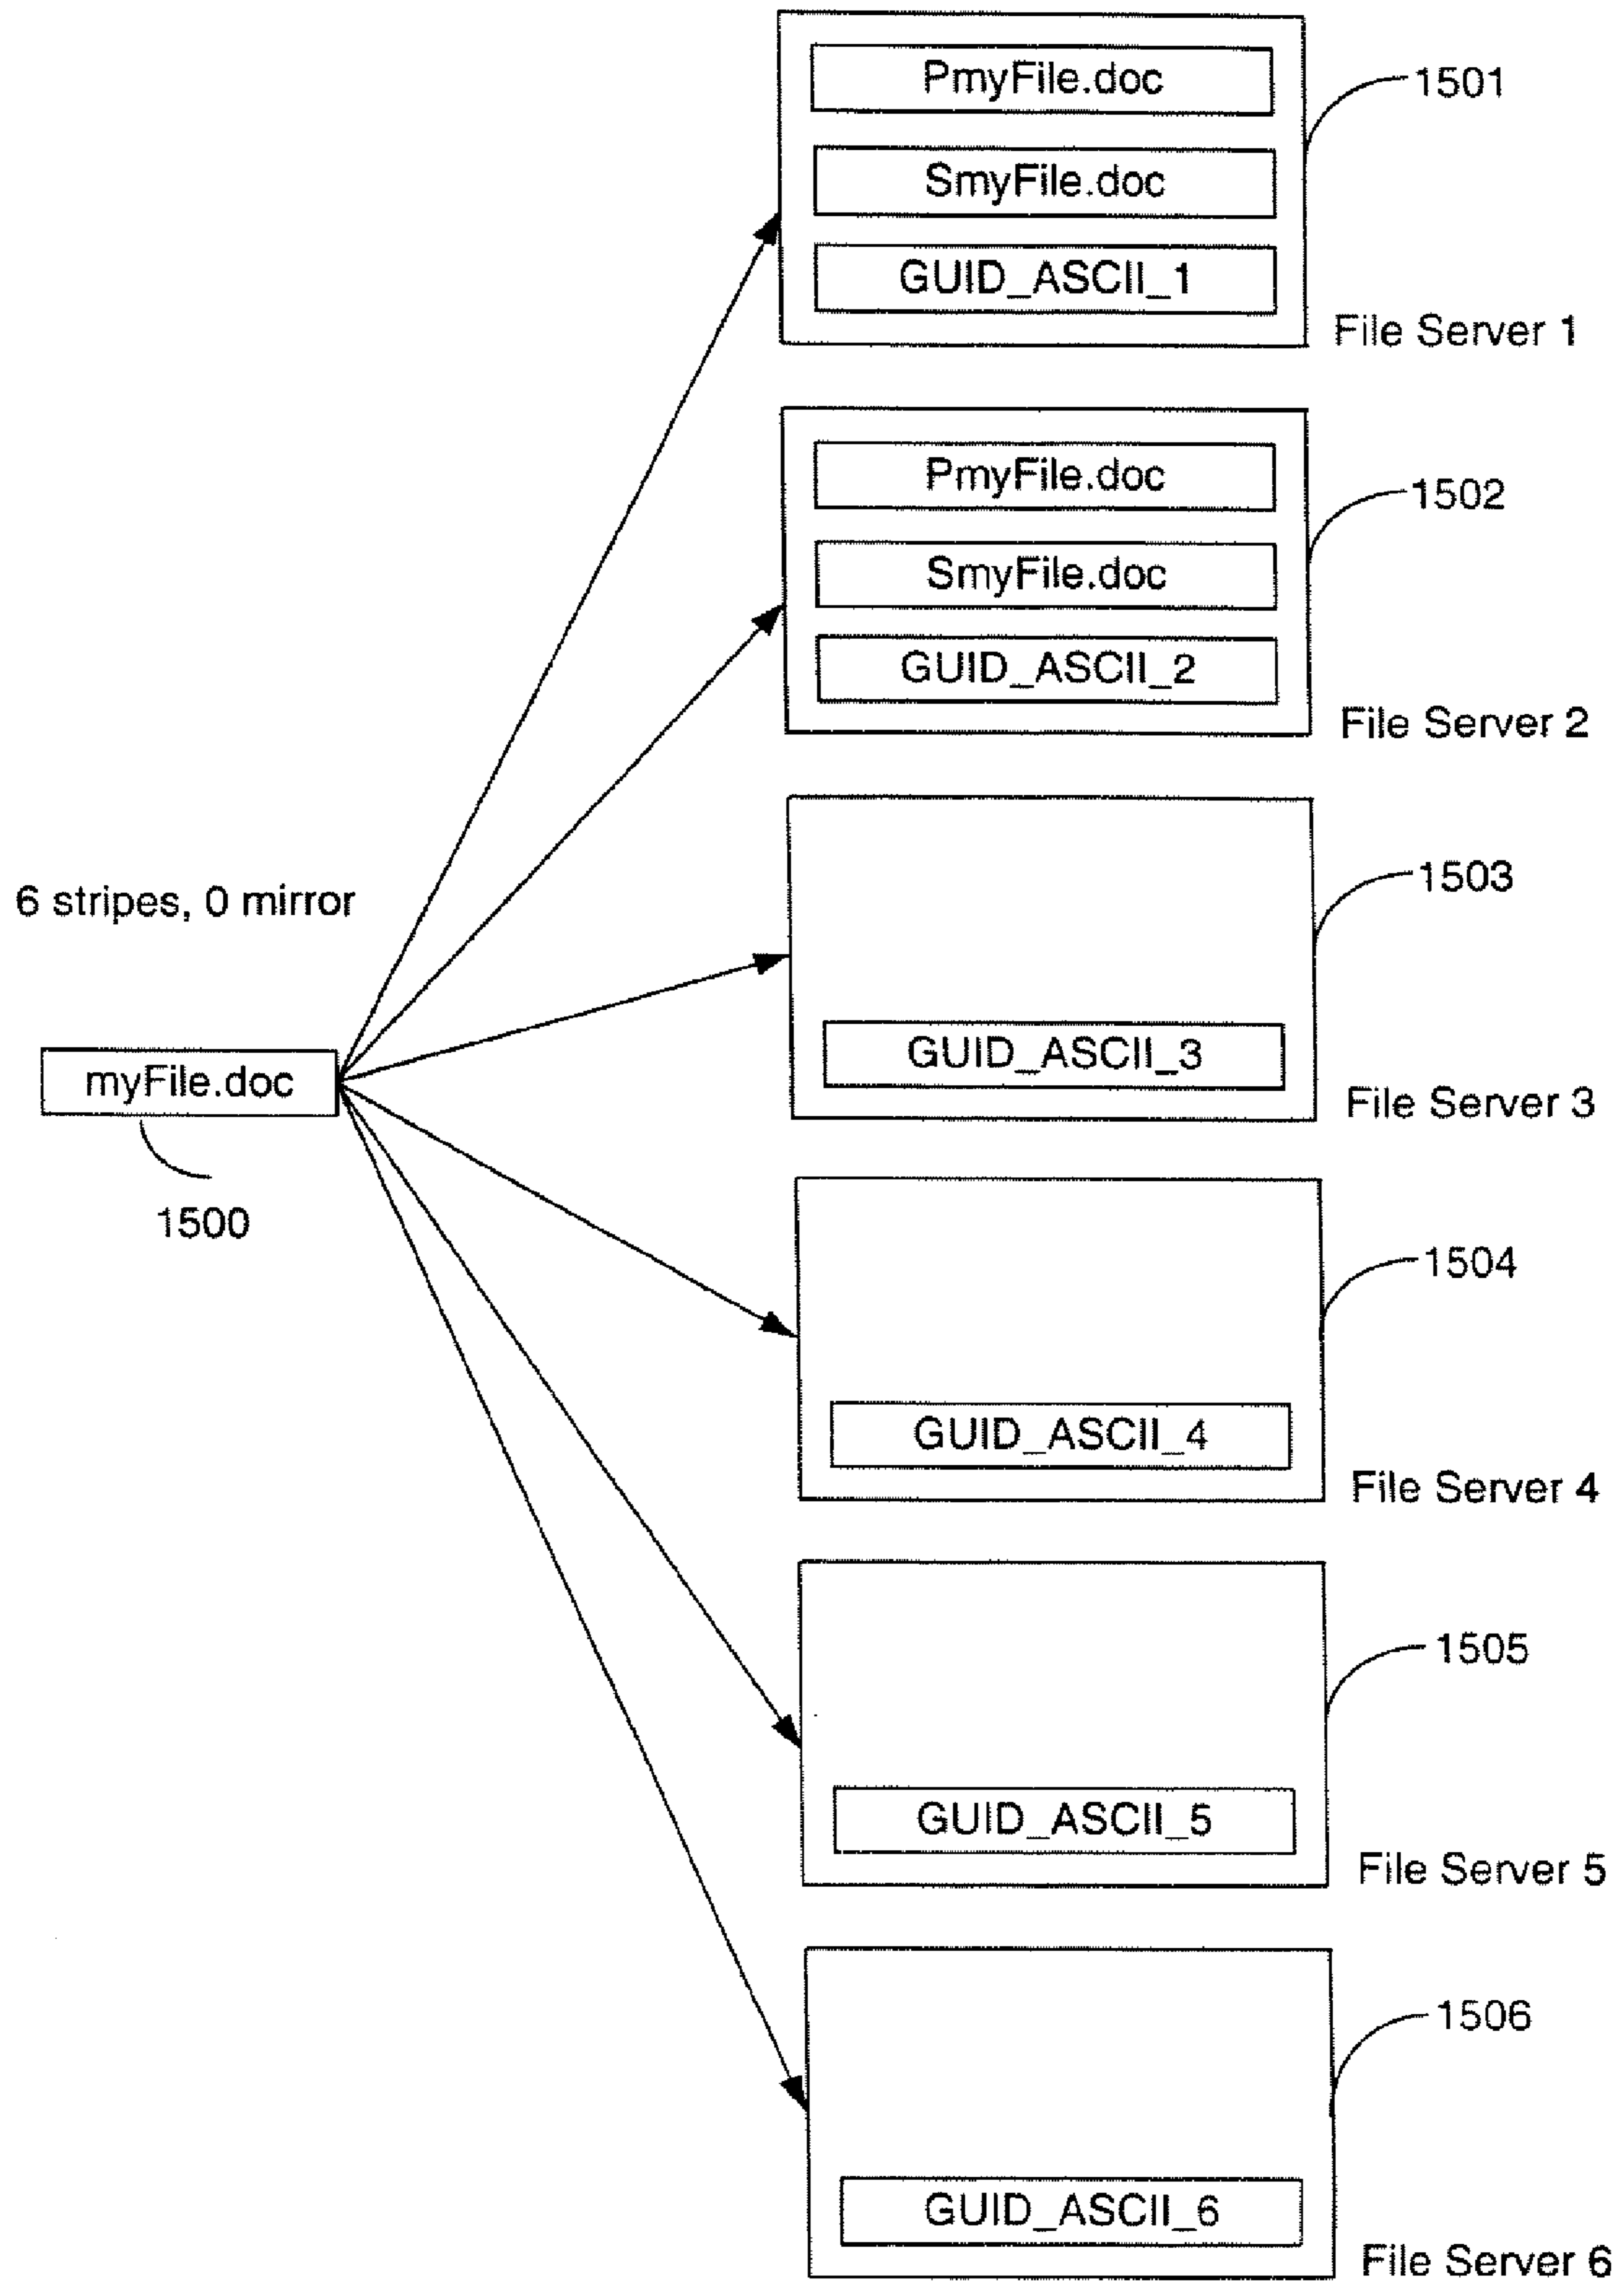 PmyFile.doc
1501
SmyFile.doc
GUID_ASCII_1
File Server 1
PmyFile.doc
1502
SmyFile.doc
GUID_ASCII_2
File Server 2
6 stripes, 0 mirror
1503
GUID_ASCII_3
myFile.doc
File Server 3
1500
1504
GUID_ASCII_4
File Server 4
1505
GUID_ASCII_5
File Server 5
1506
GUID_ASCII_6
File Server 6